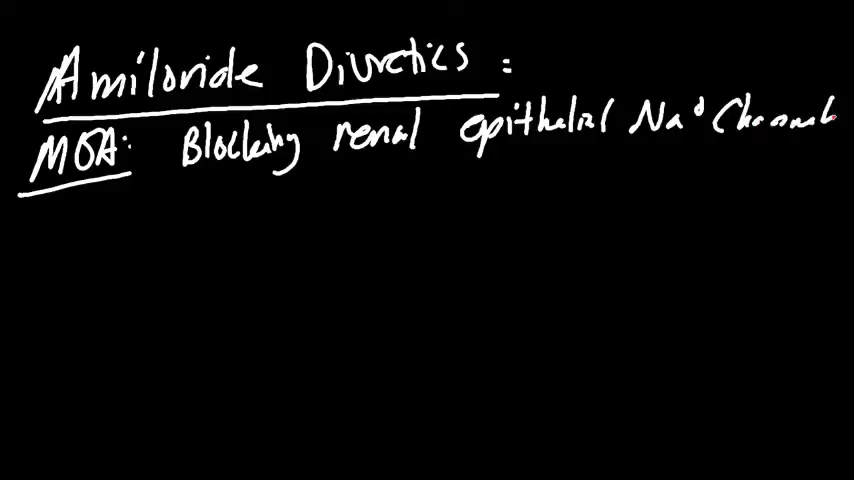 Amiloride Diuretics :
MOA: Blocking renal epithelial Na⁺ Channels